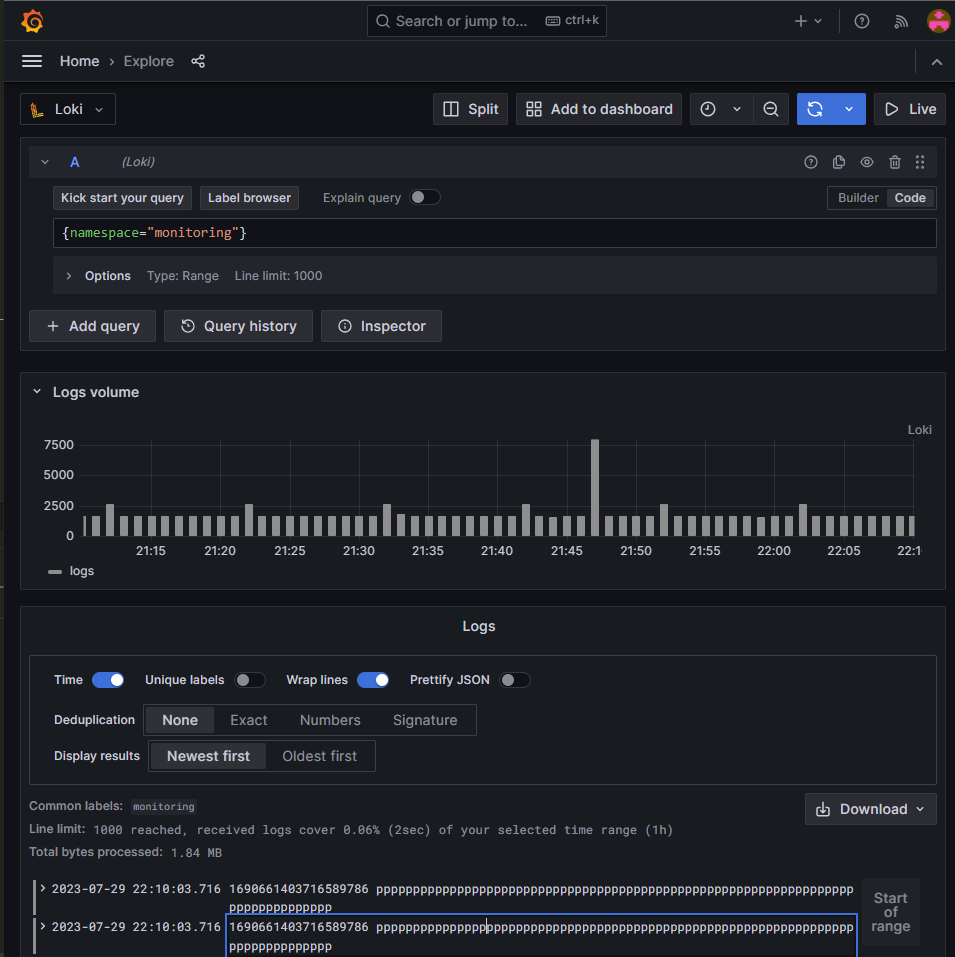 Search or jump to... ctrl+k
Home › Explore
Loki Split Add to dashboard Live
A (Loki)
Kick start your query Label browser Explain query Builder Code
{namespace="monitoring"}
Options Type: Range Line limit: 1000
+ Add query Query history Inspector
Logs volume
Loki
7500
5000
2500
0
21:15 21:20 21:25 21:30 21:35 21:40 21:45 21:50 21:55 22:00 22:05 22:1
logs
Logs
Time Unique labels Wrap lines Prettify JSON
Deduplication None Exact Numbers Signature
Display results Newest first Oldest first
Common labels: monitoring
Download
Line limit: 1000 reached, received logs cover 0.06% (2sec) of your selected time range (1h)
Total bytes processed: 1.84 MB
2023-07-29 22:10:03.716 1690661403716589786 ppppppppppppppppppppppppppppppppppppppppppppppppppppppppppppppppp
pppppppppppppp
2023-07-29 22:10:03.716 1690661403716589786 ppppppppppppppppppppppppppppppppppppppppppppppppppppppppppppppppp
pppppppppppppp
Start
of
range